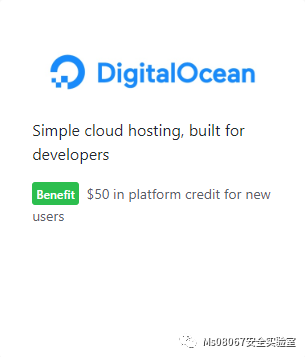 DigitalOcean
Simple cloud hosting, built for
developers
Benefit $50 in platform credit for new
users
Ms08067安全实验室